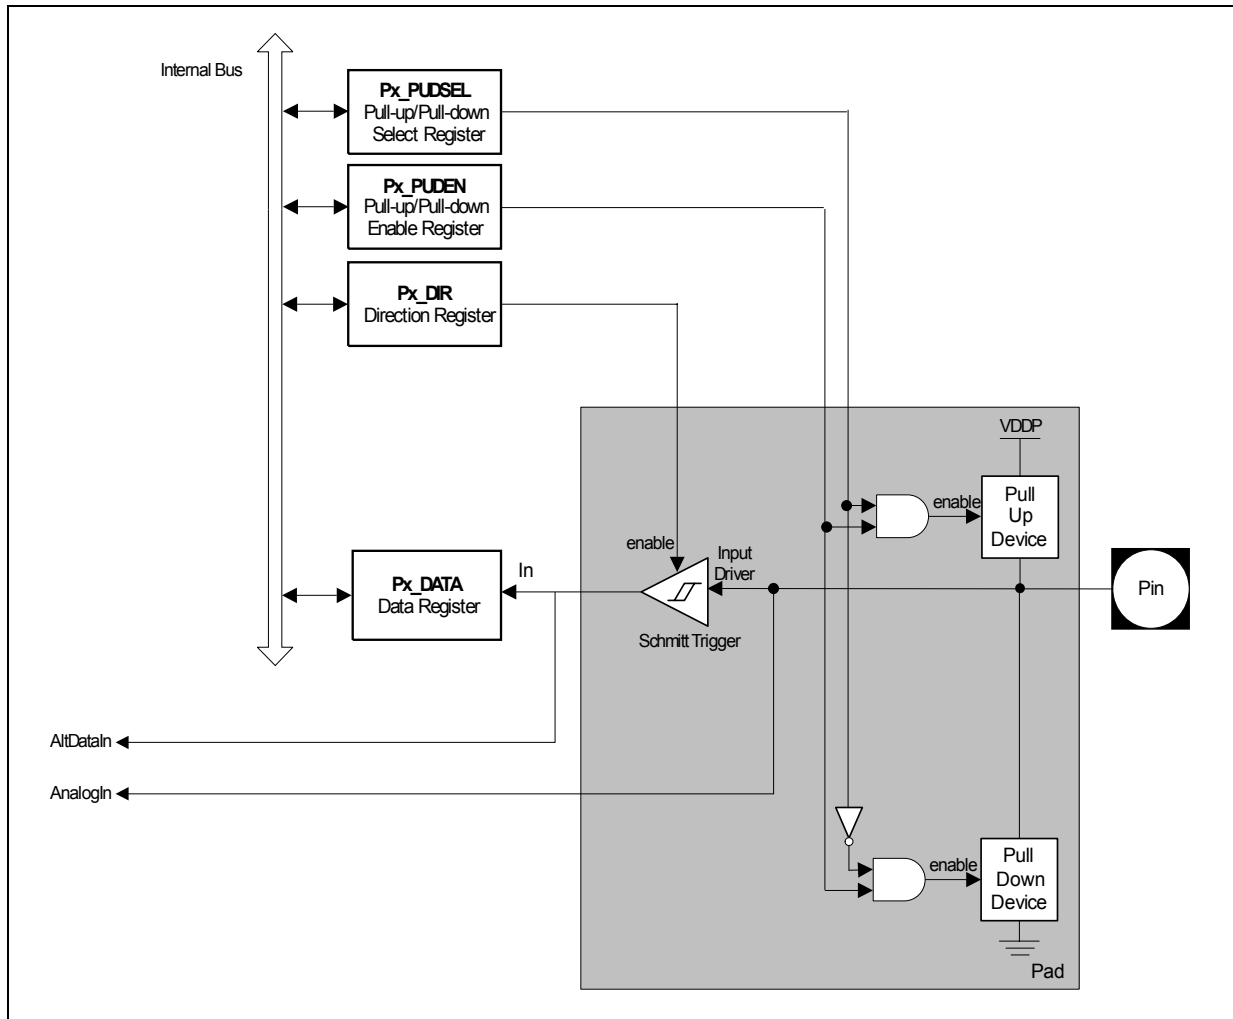 Internal Bus
Px_PUDSEL
Pull-up/Pull-down
Select Register
Px_PUDEN
Pull-up/Pull-down
Enable Register
Px_DIR
Direction Register
VDDP
Pull
Up
Device
enable
enable
Input
Driver
In
Px_DATA
Data Register
Schmitt Trigger
Pin
AltDataIn
AnalogIn
enable
Pull
Down
Device
Pad